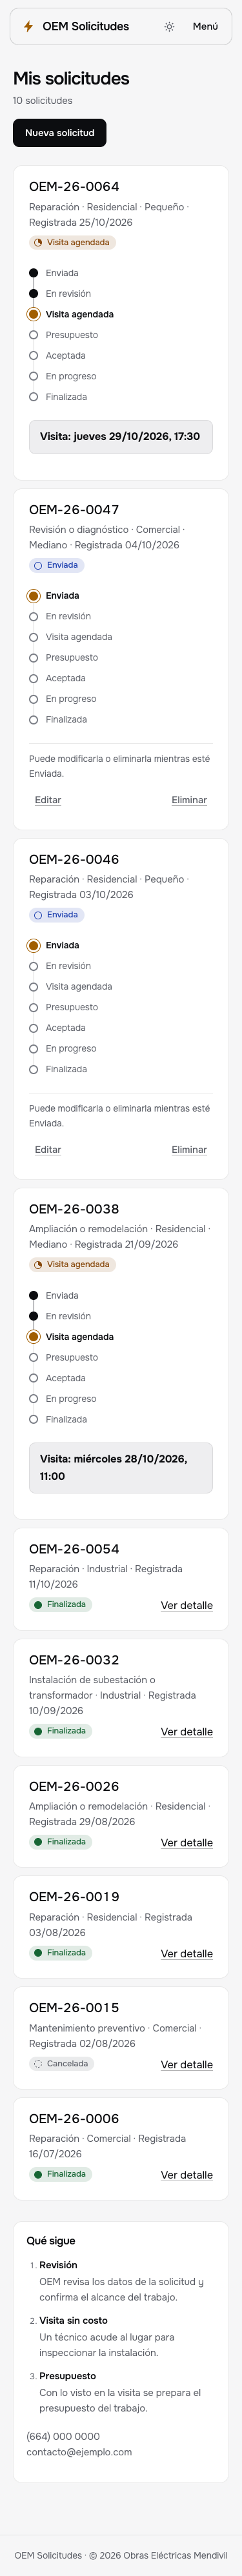 OEM Solicitudes
Menú
Mis solicitudes
10 solicitudes
Nueva solicitud
OEM-26-0064
Reparación · Residencial · Pequeño ·
Registrada 25/10/2026
Visita agendada
Enviada
En revisión
Visita agendada
Presupuesto
Aceptada
En progreso
Finalizada
Visita: jueves 29/10/2026, 17:30
OEM-26-0047
Revisión o diagnóstico · Comercial ·
Mediano · Registrada 04/10/2026
Enviada
Enviada
En revisión
Visita agendada
Presupuesto
Aceptada
En progreso
Finalizada
Puede modificarla o eliminarla mientras esté
Enviada.
Editar
Eliminar
OEM-26-0046
Reparación · Residencial · Pequeño ·
Registrada 03/10/2026
Enviada
Enviada
En revisión
Visita agendada
Presupuesto
Aceptada
En progreso
Finalizada
Puede modificarla o eliminarla mientras esté
Enviada.
Editar
Eliminar
OEM-26-0038
Ampliación o remodelación · Residencial ·
Mediano · Registrada 21/09/2026
Visita agendada
Enviada
En revisión
Visita agendada
Presupuesto
Aceptada
En progreso
Finalizada
Visita: miércoles 28/10/2026,
11:00
OEM-26-0054
Reparación · Industrial · Registrada
11/10/2026
Finalizada
Ver detalle
OEM-26-0032
Instalación de subestación o
transformador · Industrial · Registrada
10/09/2026
Finalizada
Ver detalle
OEM-26-0026
Ampliación o remodelación · Residencial ·
Registrada 29/08/2026
Finalizada
Ver detalle
OEM-26-0019
Reparación · Residencial · Registrada
03/08/2026
Finalizada
Ver detalle
OEM-26-0015
Mantenimiento preventivo · Comercial ·
Registrada 02/08/2026
Cancelada
Ver detalle
OEM-26-0006
Reparación · Comercial · Registrada
16/07/2026
Finalizada
Ver detalle
Qué sigue
1. Revisión
OEM revisa los datos de la solicitud y
confirma el alcance del trabajo.
2. Visita sin costo
Un técnico acude al lugar para
inspeccionar la instalación.
3. Presupuesto
Con lo visto en la visita se prepara el
presupuesto del trabajo.
(664) 000 0000
contacto@ejemplo.com
OEM Solicitudes · © 2026 Obras Eléctricas Mendivil